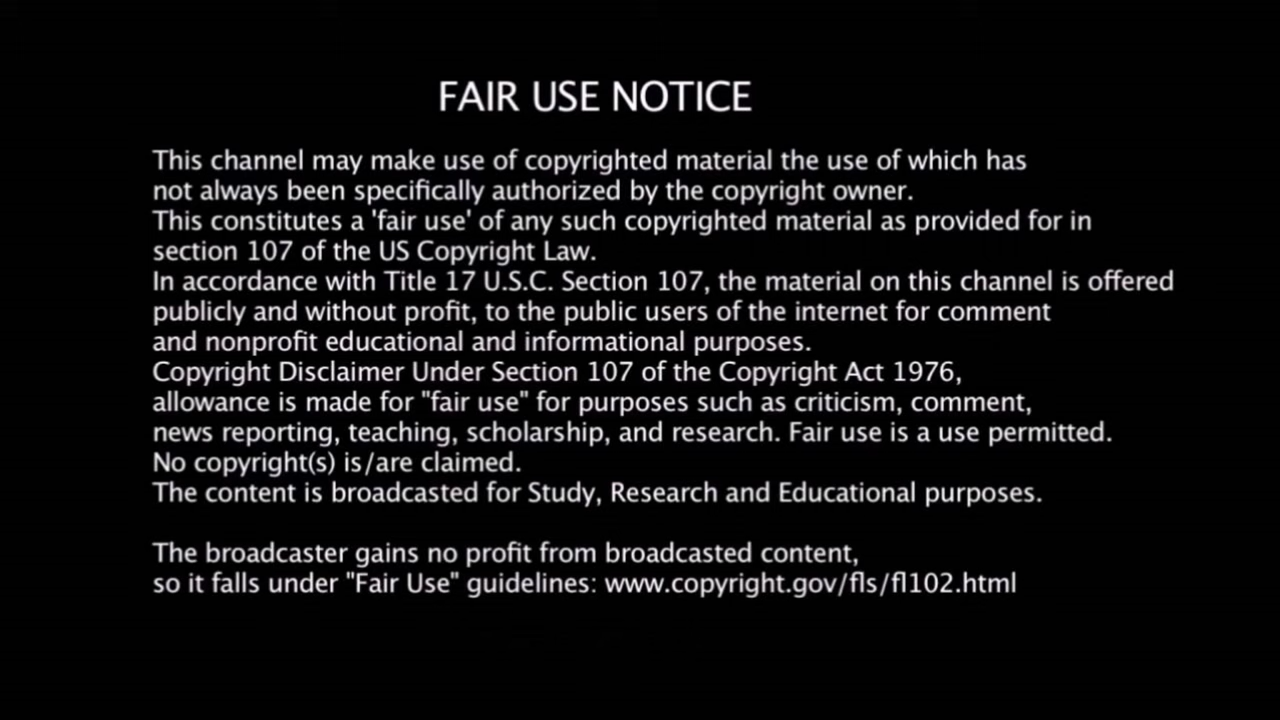 FAIR USE NOTICE
This channel may make use of copyrighted material the use of which has
not always been specifically authorized by the copyright owner.
This constitutes a 'fair use' of any such copyrighted material as provided for in
section 107 of the US Copyright Law.
In accordance with Title 17 U.S.C. Section 107, the material on this channel is offered
publicly and without profit, to the public users of the internet for comment
and nonprofit educational and informational purposes.
Copyright Disclaimer Under Section 107 of the Copyright Act 1976,
allowance is made for "fair use" for purposes such as criticism, comment,
news reporting, teaching, scholarship, and research. Fair use is a use permitted.
No copyright(s) is/are claimed.
The content is broadcasted for Study, Research and Educational purposes.
The broadcaster gains no profit from broadcasted content,
so it falls under "Fair Use" guidelines: www.copyright.gov/fls/fl102.html